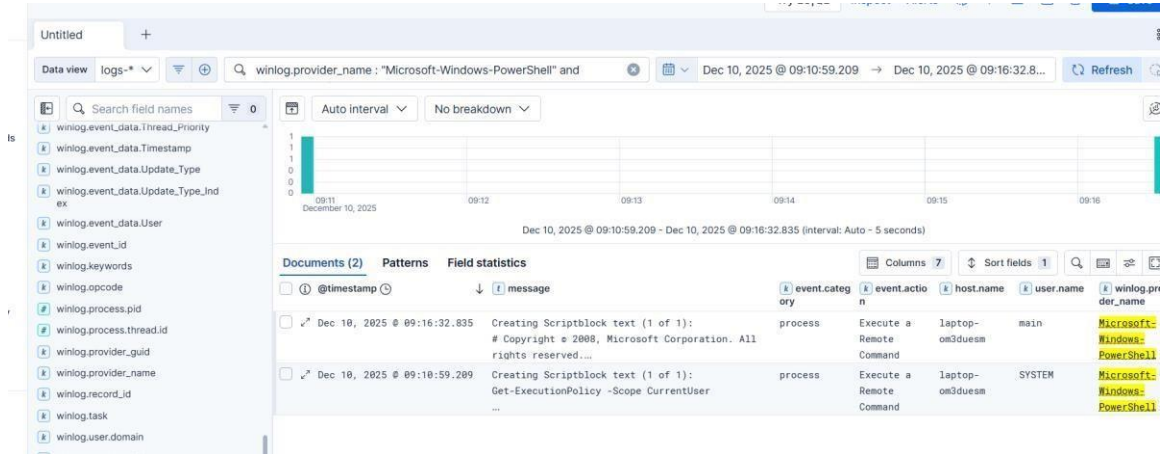 Untitled
+
Data view logs-* winlog.provider_name : "Microsoft-Windows-PowerShell" and Dec 10, 2025 @ 09:10:59.209 → Dec 10, 2025 @ 09:16:32.8... Refresh
Search field names 0
Auto interval No breakdown
winlog.event_data.Thread_Priority
winlog.event_data.Timestamp
winlog.event_data.Update_Type
winlog.event_data.Update_Type_Ind
ex
winlog.event_data.User
winlog.event_id
winlog.keywords
winlog.opcode
winlog.process.pid
winlog.process.thread.id
winlog.provider_guid
winlog.provider_name
winlog.record_id
winlog.task
winlog.user.domain
1
1
1
0
0
0
09:11 09:12 09:13 09:14 09:15 09:16
December 10, 2025
Dec 10, 2025 @ 09:10:59.209 - Dec 10, 2025 @ 09:16:32.835 (interval: Auto - 5 seconds)
Documents (2) Patterns Field statistics Columns 7 Sort fields 1
@timestamp message event.categ event.actio host.name user.name winlog.pro
ory n der_name
Dec 10, 2025 @ 09:16:32.835 Creating Scriptblock text (1 of 1): process Execute a laptop- main Microsoft-
# Copyright © 2008, Microsoft Corporation. All Remote om3duesm Windows-
rights reserved.… Command PowerShell
Dec 10, 2025 @ 09:10:59.209 Creating Scriptblock text (1 of 1): process Execute a laptop- SYSTEM Microsoft-
Get-ExecutionPolicy -Scope CurrentUser Remote om3duesm Windows-
… Command PowerShell